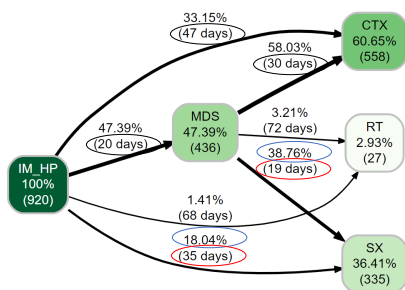 33.15%
(47 days)
CTX
60.65%
(558)
58.03%
(30 days)
47.39%
(20 days)
MDS
47.39%
(436)
3.21%
(72 days)
RT
2.93%
(27)
38.76%
(19 days)
IM_HP
100%
(920)
1.41%
(68 days)
18.04%
(35 days)
SX
36.41%
(335)